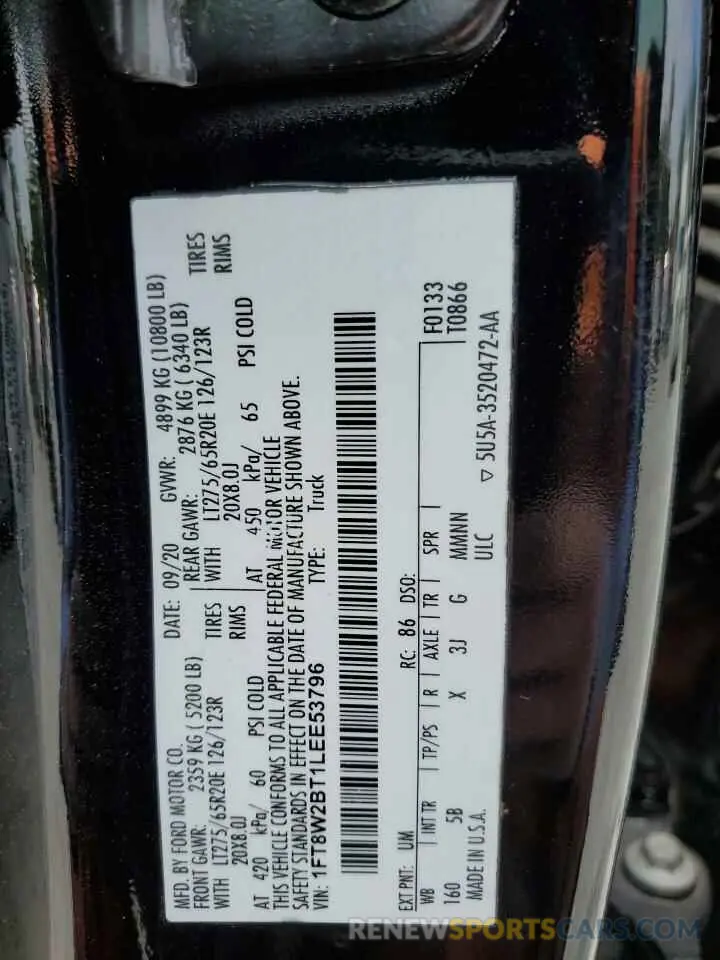 MFD. BY FORD MOTOR CO.
DATE: 09/20 GVWR: 4899 KG (10800 LB)
FRONT GAWR: 2359 KG ( 5200 LB) REAR GAWR: 2876 KG ( 6340 LB)
WITH LT275/65R20E 126/123R TIRES WITH LT275/65R20E 126/123R TIRES
20X8.0J RIMS 20X8.0J RIMS
AT 420 kPa/ 60 PSI COLD AT 450 kPa/ 65 PSI COLD
THIS VEHICLE CONFORMS TO ALL APPLICABLE FEDERAL MOTOR VEHICLE
SAFETY STANDARDS IN EFFECT ON THE DATE OF MANUFACTURE SHOWN ABOVE.
VIN: 1FT8W2BT1LEE53796 TYPE: Truck
EXT PNT: UM RC: 86 DSO: F0133
WB INT TR TP/PS R AXLE TR SPR T0866
160 5B X 3J G MMNN
MADE IN U.S.A. ULC
▽ 5U5A-3520472-AA
RENEWSPORTSCARS.COM